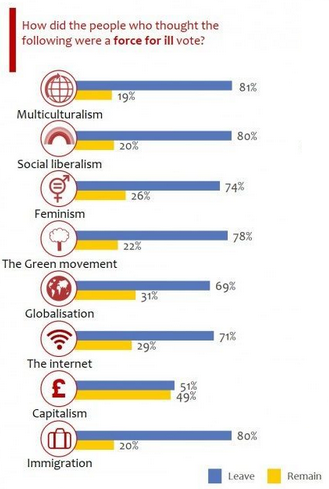 How did the people who thought the
following were a force for ill vote?
81%
19%
Multiculturalism
80%
20%
Social liberalism
74%
26%
Feminism
78%
22%
The Green movement
69%
31%
Globalisation
71%
29%
The internet
£
51%
49%
Capitalism
80%
20%
Immigration
Leave Remain